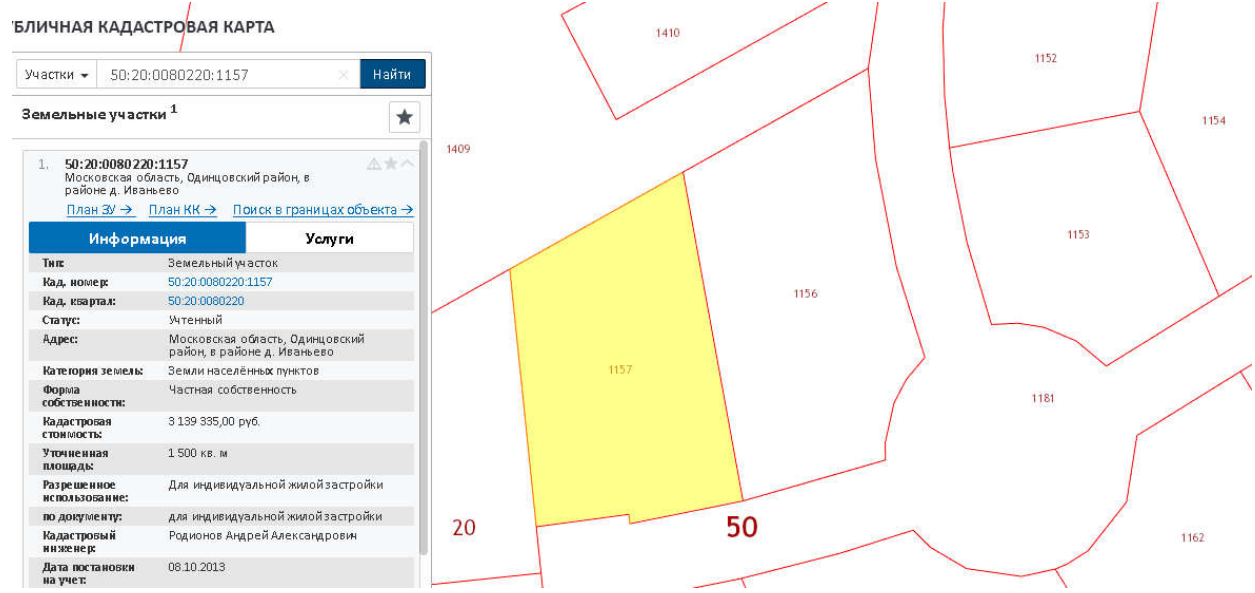 БЛИЧНАЯ КАДАСТРОВАЯ КАРТА
Участки 50:20:0080220:1157 × Найти
Земельные участки 1
1. 50:20:0080220:1157
Московская область, Одинцовский район, в
районе д. Иваньево
План ЗУ → План КК → Поиск в границах объекта →
Информация Услуги
Тип: Земельный участок
Кад. номер: 50:20:0080220:1157
Кад. квартал: 50:20:0080220
Статус: Учтенный
Адрес: Московская область, Одинцовский
район, в районе д. Иваньево
Категория земель: Земли населённых пунктов
Форма Частная собственность
собственности:
Кадастровая 3 139 335,00 руб.
стоимость:
Уточненная 1 500 кв. м
площадь:
Разрешенное Для индивидуальной жилой застройки
использование:
по документу: для индивидуальной жилой застройки
Кадастровый Родионов Андрей Александрович
инженер:
Дата постановки 08.10.2013
на учет:
1410
1152
1154
1409
1153
1156
1157
1181
20
50
1162